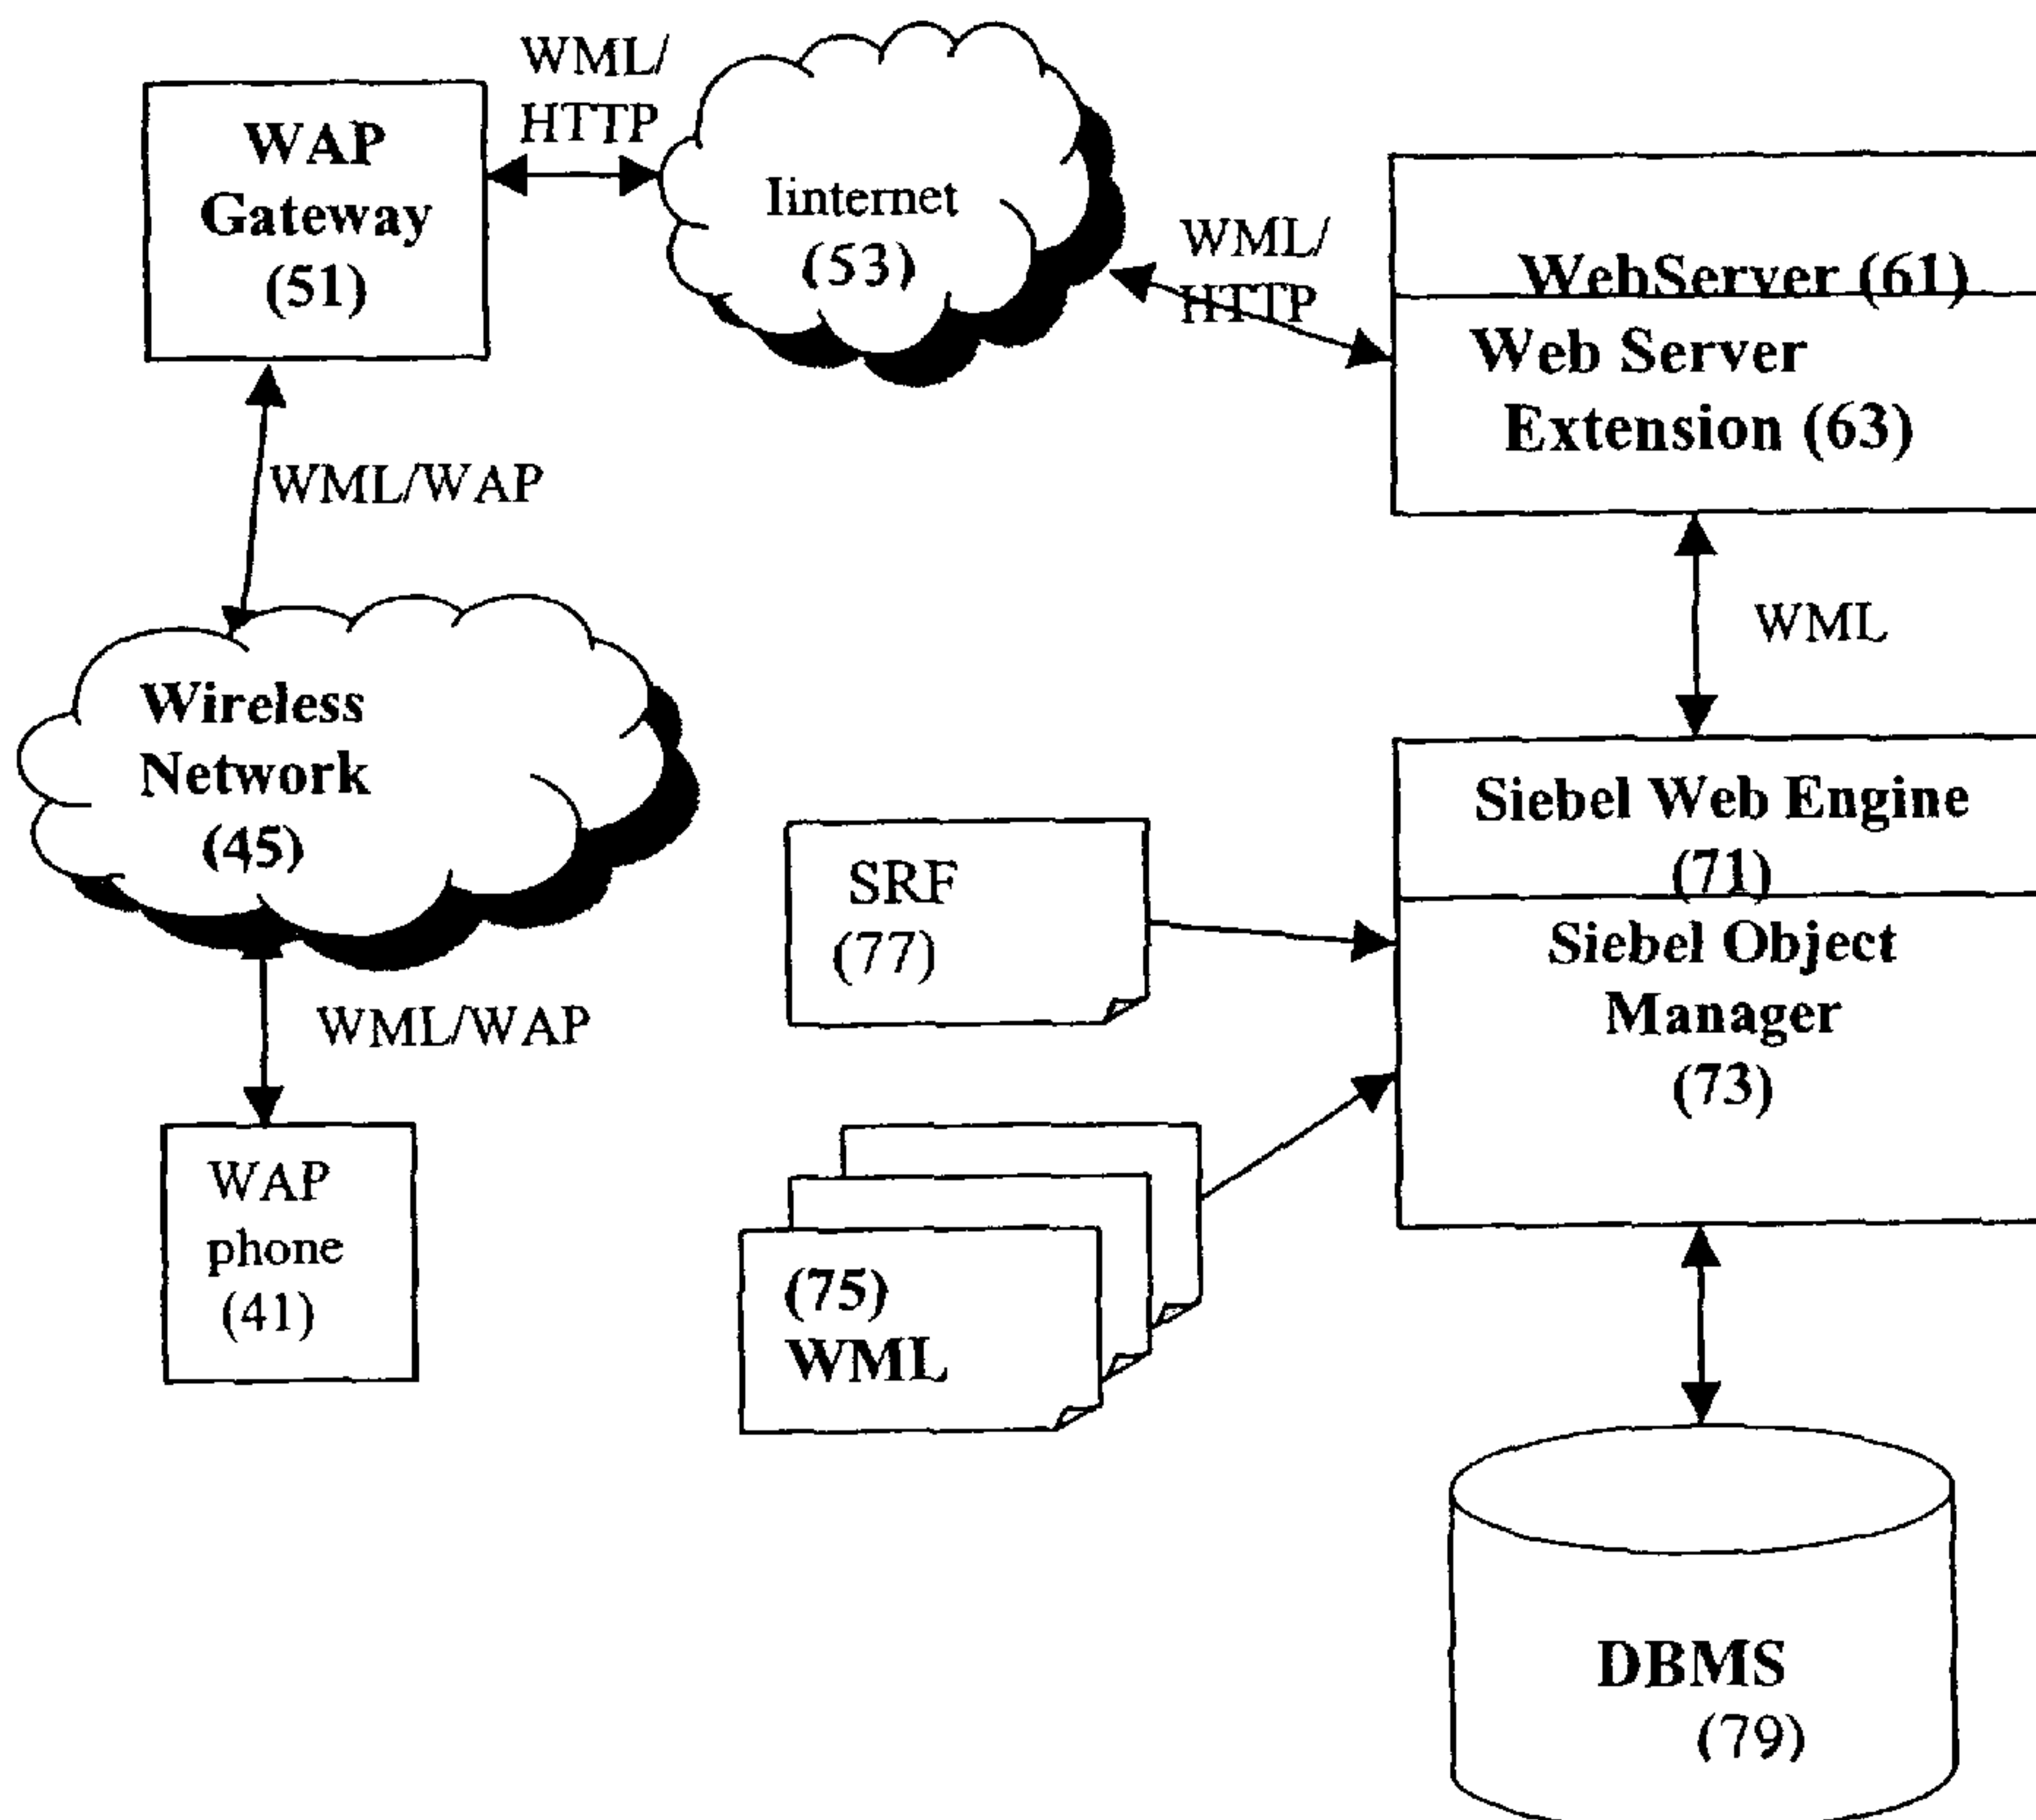 WAP
Gateway
(51)
WML/
HTTP
Iinternet
(53)
WML/
HTTP
WebServer (61)
Web Server
Extension (63)
WML/WAP
WML
Wireless
Network
(45)
WML/WAP
WAP
phone
(41)
SRF
(77)
(75)
WML
Siebel Web Engine
(71)
Siebel Object
Manager
(73)
DBMS
(79)